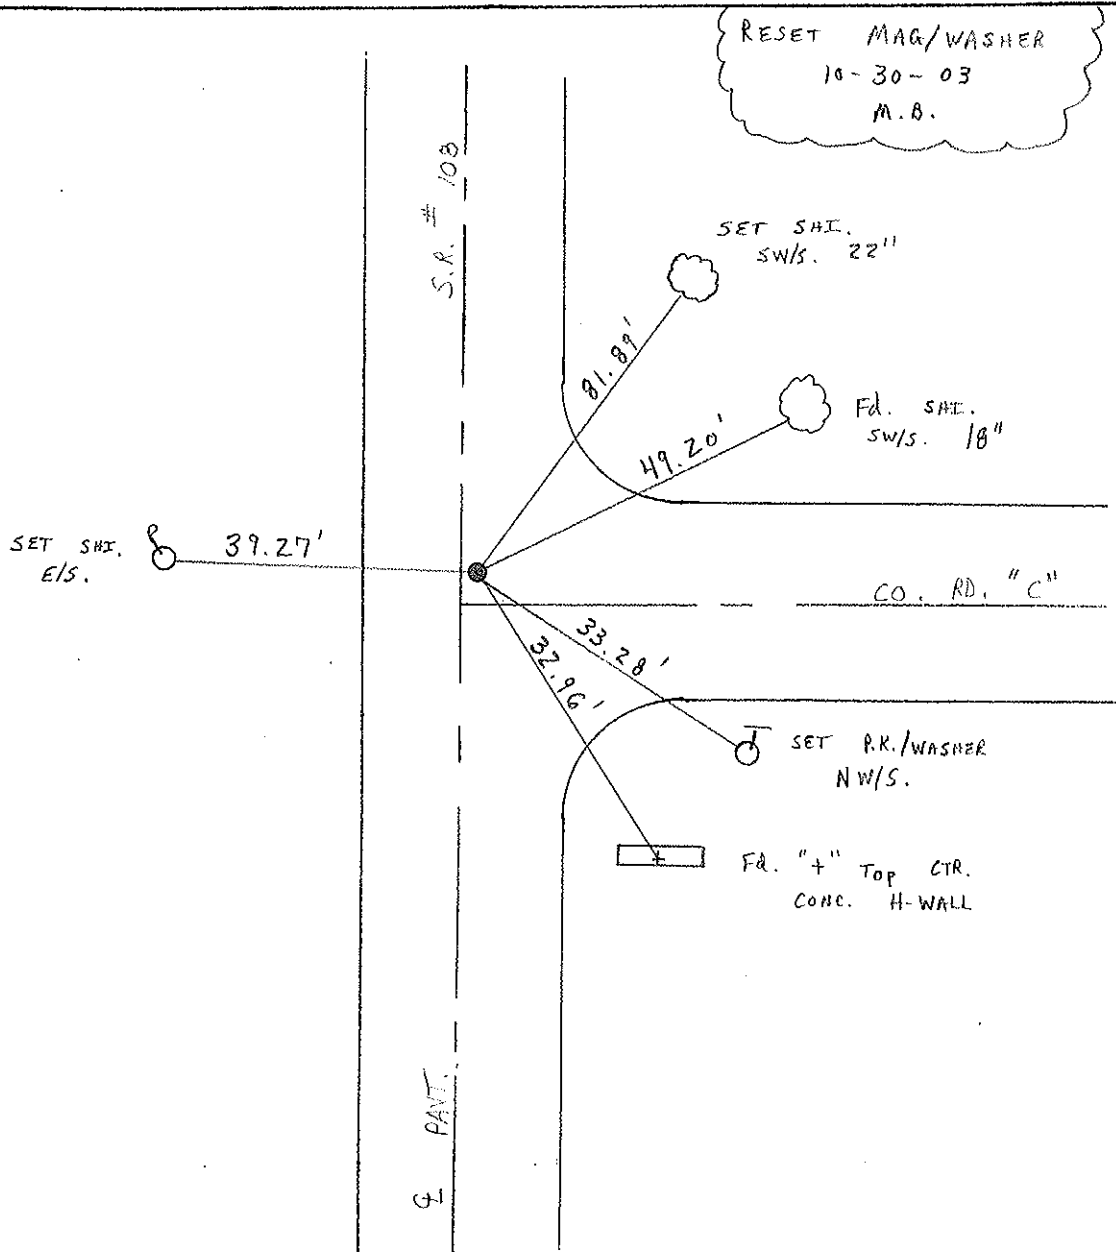 RESET MAG/WASHER
10-30-03
M.B.
S.R. # 108
SET SHI.
SW/S. 22"
81.89'
Fd. SHI.
SW/S. 18"
49.20'
SET SHI.
E/S.
39.27'
CO. RD. "C"
33.28'
32.96'
SET P.K./WASHER
NW/S.
Fd. "+" Top CTR.
CONC. H-WALL
℄ PAVT.